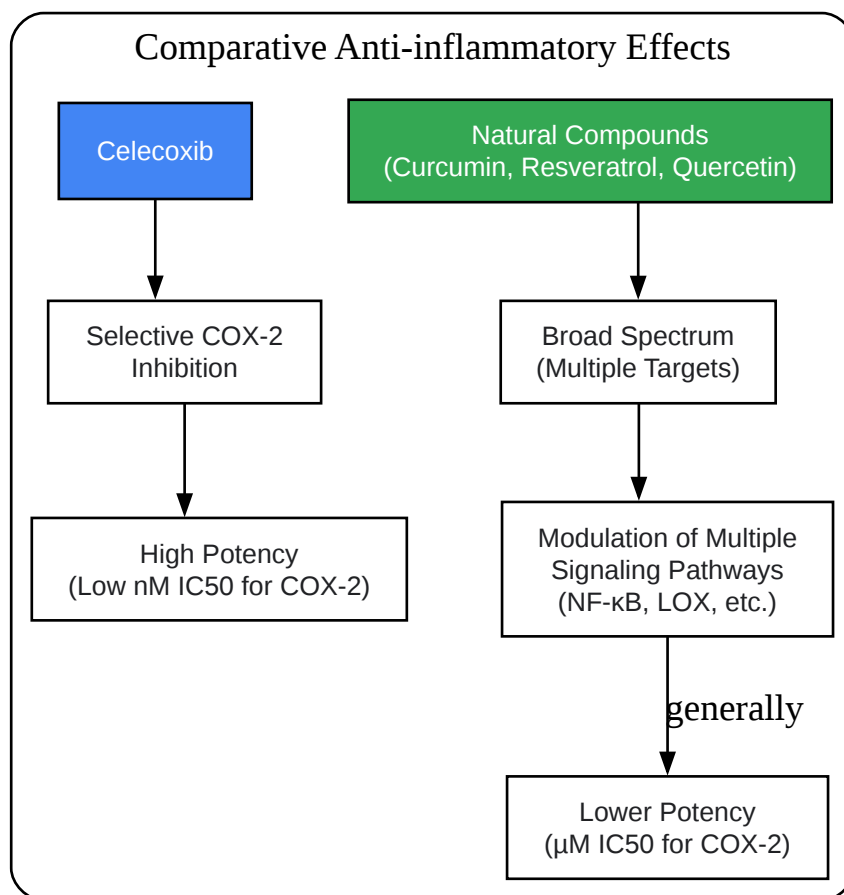 Comparative Anti-inflammatory Effects
Celecoxib
Natural Compounds
(Curcumin, Resveratrol, Quercetin)
Selective COX-2
Inhibition
Broad Spectrum
(Multiple Targets)
High Potency
(Low nM IC50 for COX-2)
Modulation of Multiple
Signaling Pathways
(NF-κB, LOX, etc.)
generally
Lower Potency
(μM IC50 for COX-2)